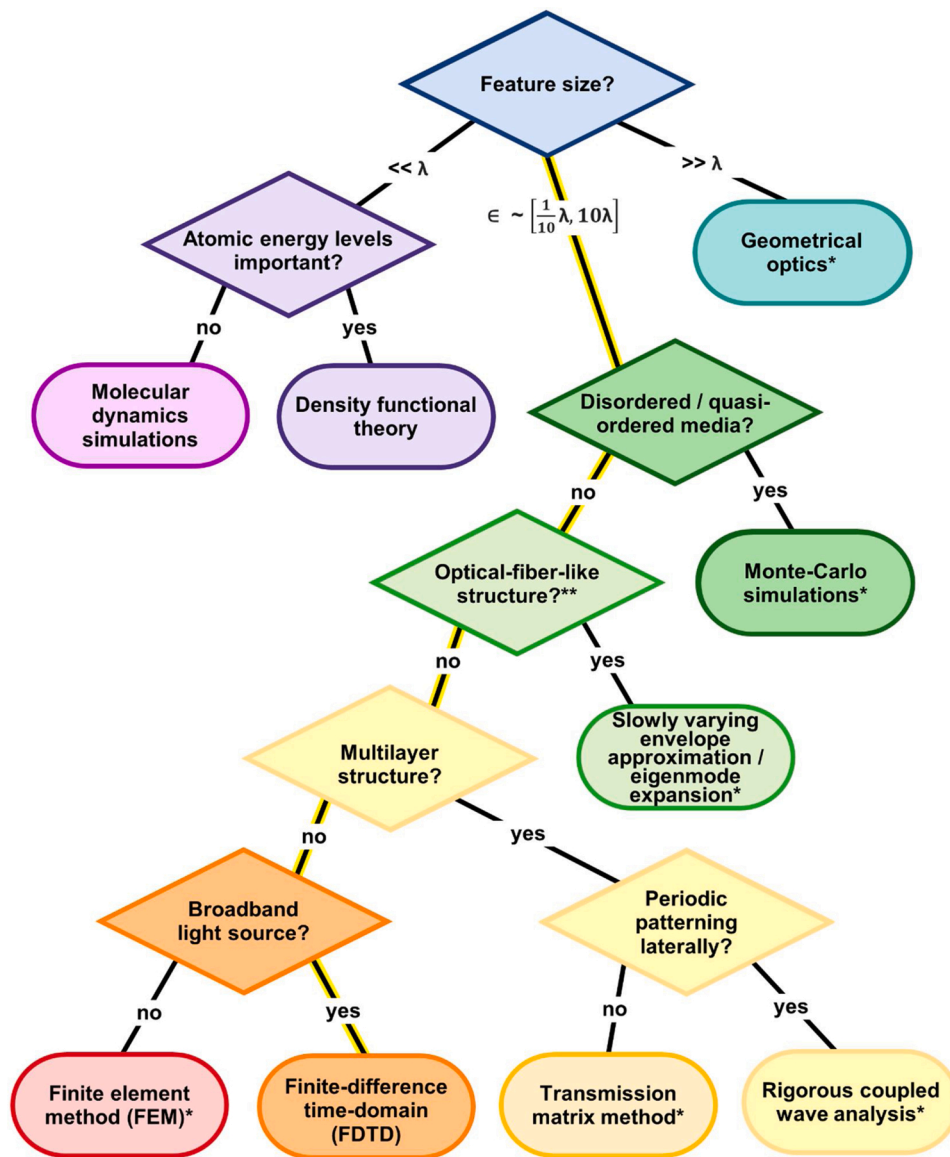 Feature size?
<< λ
>> λ
∈ ~ [1/10 λ, 10λ]
Atomic energy levels
important?
Geometrical
optics*
no
yes
Molecular
dynamics
simulations
Density functional
theory
Disordered / quasi-
ordered media?
no
yes
Optical-fiber-like
structure?**
Monte-Carlo
simulations*
no
yes
Multilayer
structure?
Slowly varying
envelope
approximation /
eigenmode
expansion*
no
yes
Broadband
light source?
Periodic
patterning
laterally?
no
yes
no
yes
Finite element
method (FEM)*
Finite-difference
time-domain
(FDTD)
Transmission
matrix method*
Rigorous coupled
wave analysis*